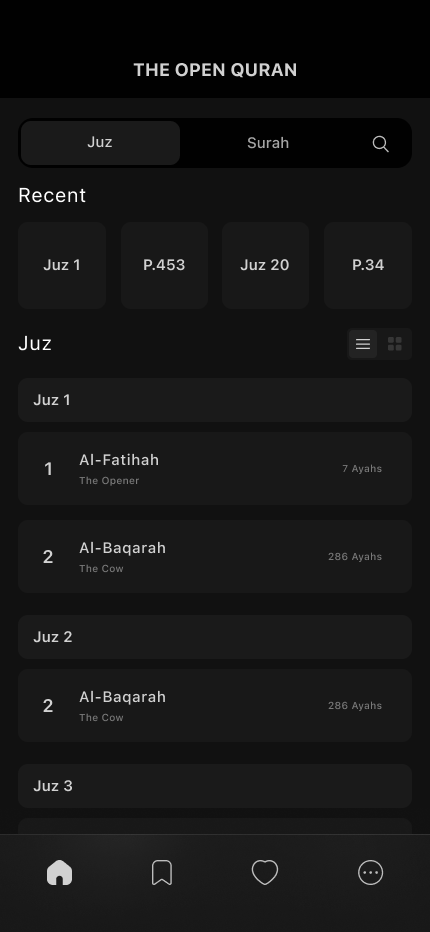 THE OPEN QURAN
Juz
Surah
Recent
Juz 1
P.453
Juz 20
P.34
Juz
Juz 1
1
Al-Fatihah
The Opener
7 Ayahs
2
Al-Baqarah
The Cow
286 Ayahs
Juz 2
2
Al-Baqarah
The Cow
286 Ayahs
Juz 3